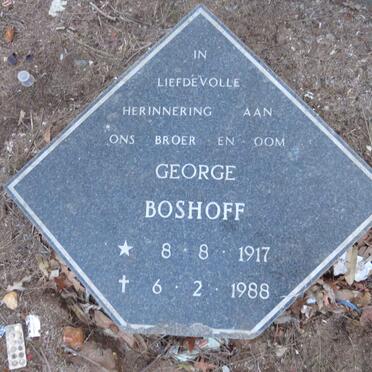 IN
LIEFDEVOLLE
HERINNERING AAN
ONS BROER EN OOM
GEORGE
BOSHOFF
★ 8 · 8 · 1917
✝ 6 · 2 · 1988